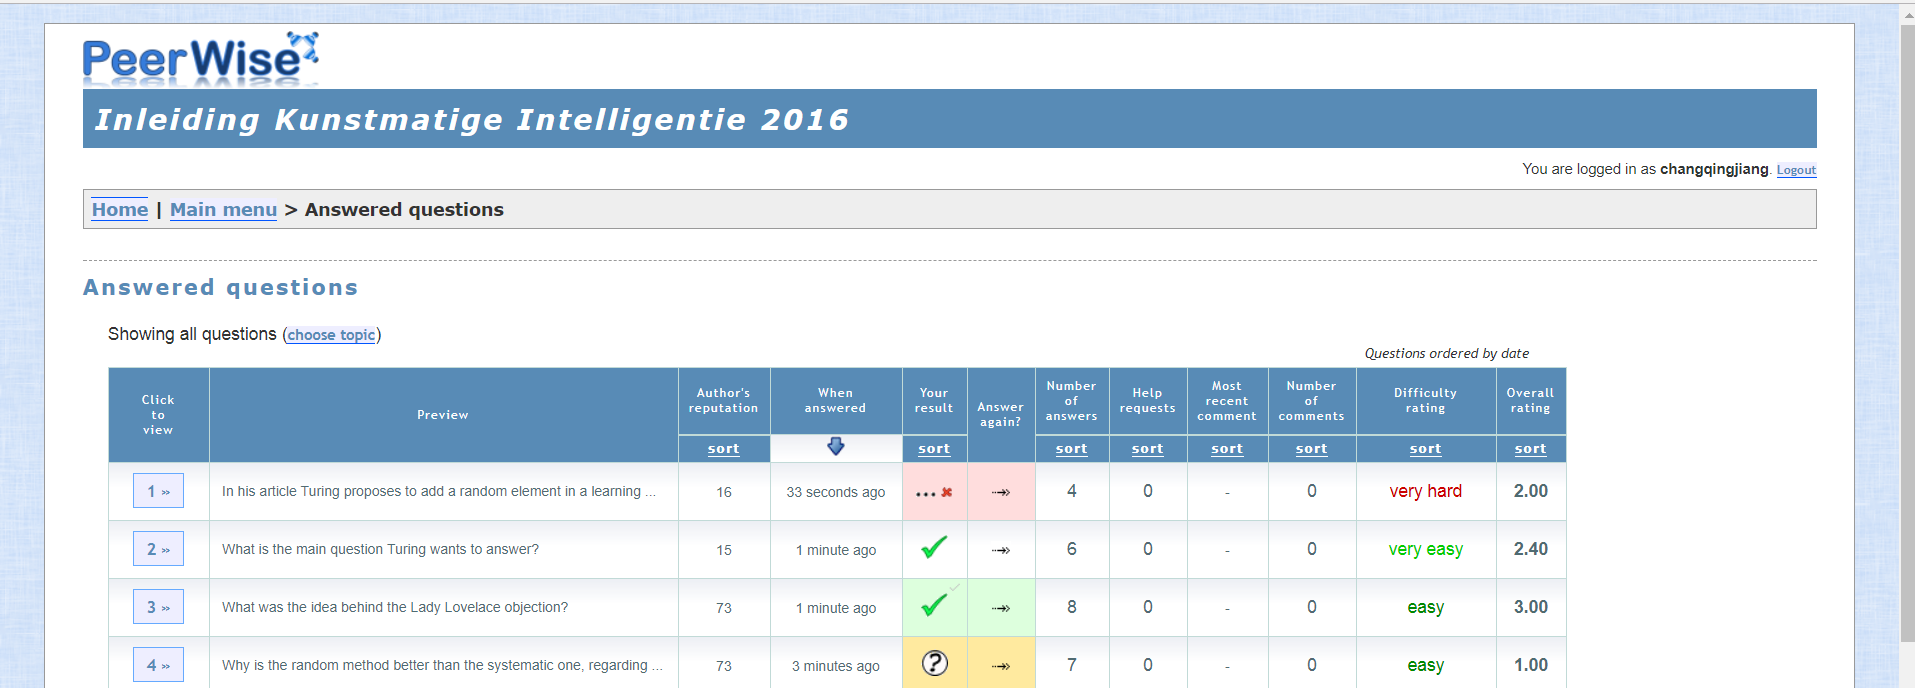 PeerWise
Inleiding Kunstmatige Intelligentie 2016
You are logged in as changqingjiang. Logout
Home | Main menu > Answered questions
Answered questions
Showing all questions (choose topic)
Questions ordered by date
Click to view
Preview
Author's reputation
When answered
Your result
Answer again?
Number of answers
Help requests
Most recent comment
Number of comments
Difficulty rating
Overall rating
sort sort sort sort sort sort sort sort
1 » In his article Turing proposes to add a random element in a learning ... 16 33 seconds ago ... 4 0 - 0 very hard 2.00
2 » What is the main question Turing wants to answer? 15 1 minute ago 6 0 - 0 very easy 2.40
3 » What was the idea behind the Lady Lovelace objection? 73 1 minute ago 8 0 - 0 easy 3.00
4 » Why is the random method better than the systematic one, regarding ... 73 3 minutes ago ? 7 0 - 0 easy 1.00